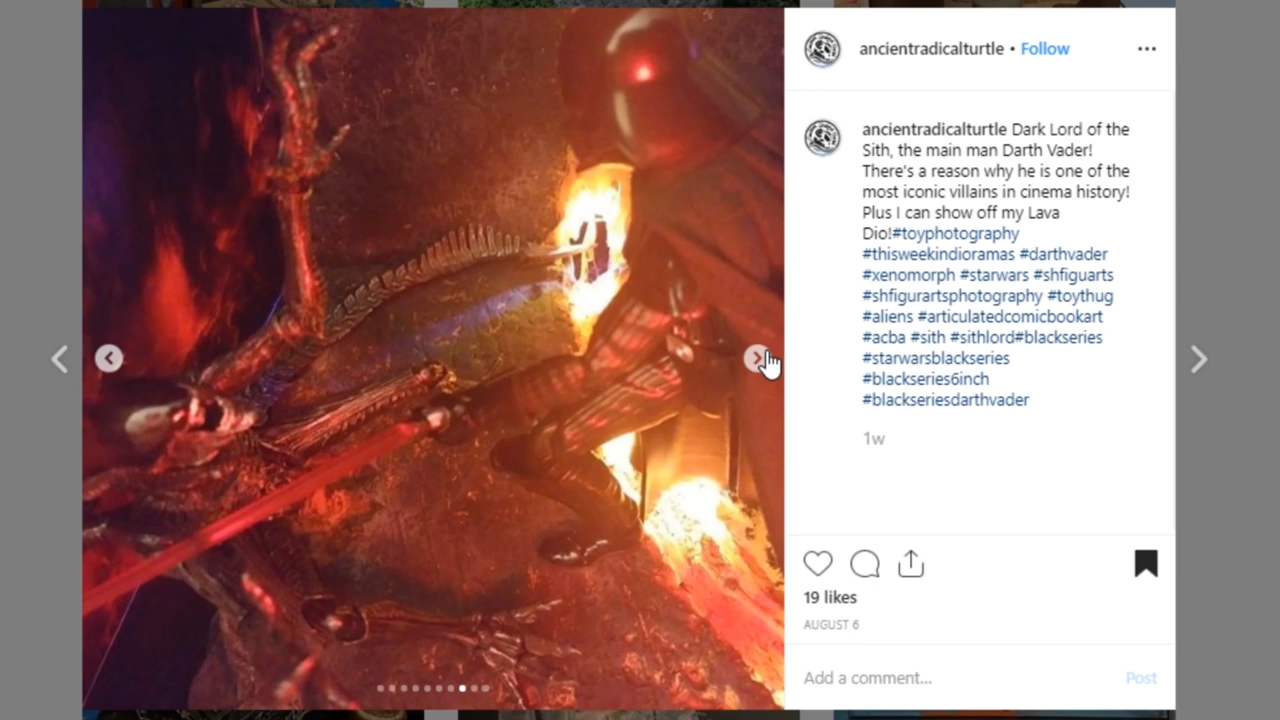 ancientradicalturtle • Follow
ancientradicalturtle Dark Lord of the
Sith, the main man Darth Vader!
There's a reason why he is one of the
most iconic villains in cinema history!
Plus I can show off my Lava
Dio!#toyphotography
#thisweekindioramas #darthvader
#xenomorph #starwars #shfiguarts
#shfigurartsphotography #toythug
#aliens #articulatedcomicbookart
#acba #sith #sithlord#blackseries
#starwarsblackseries
#blackseries6inch
#blackseriesdarthvader
1w
19 likes
AUGUST 6
Add a comment... Post